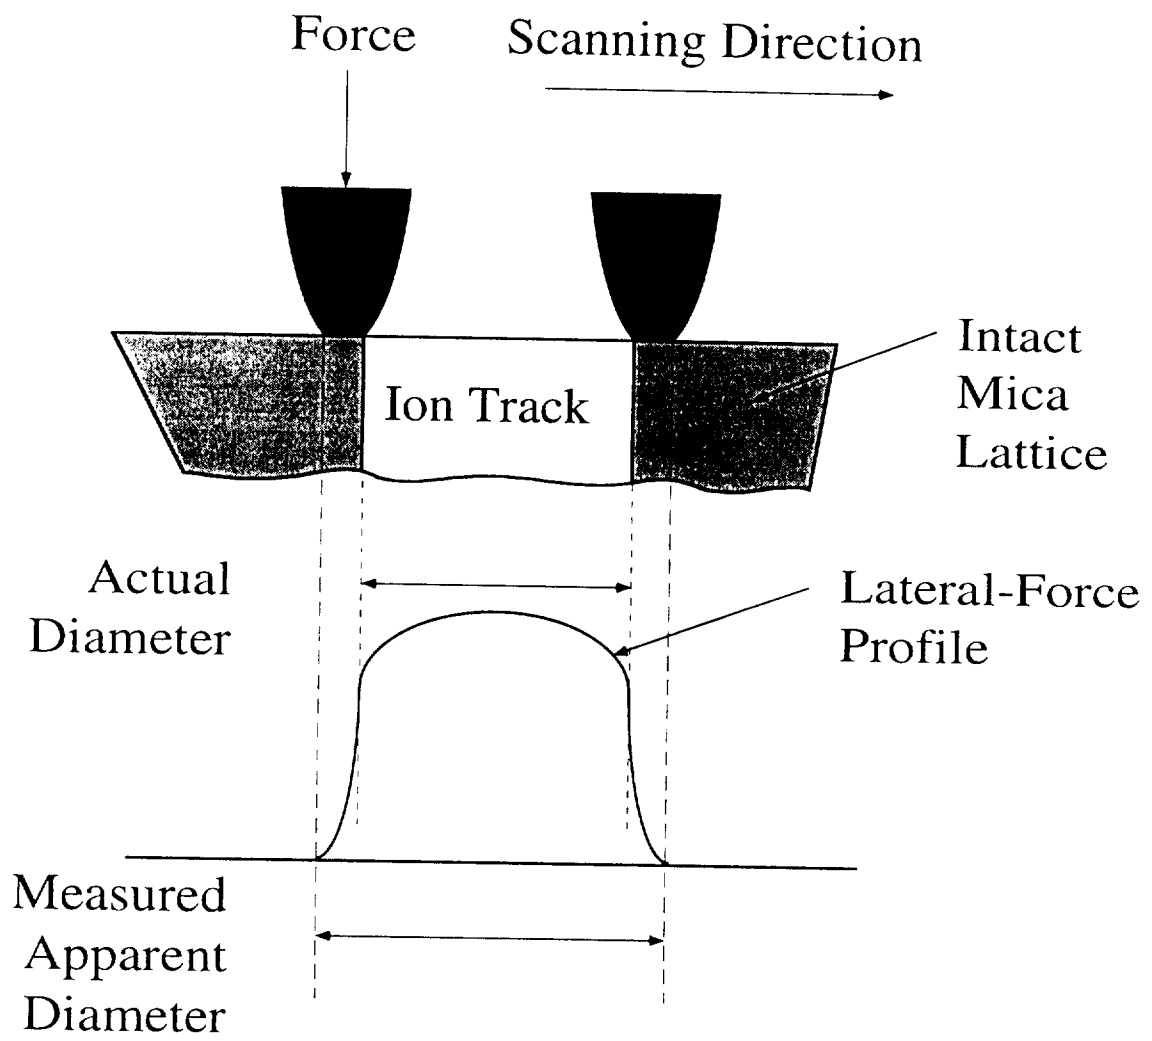 Force
Scanning Direction
Ion Track
Intact
Mica
Lattice
Actual
Diameter
Lateral-Force
Profile
Measured
Apparent
Diameter